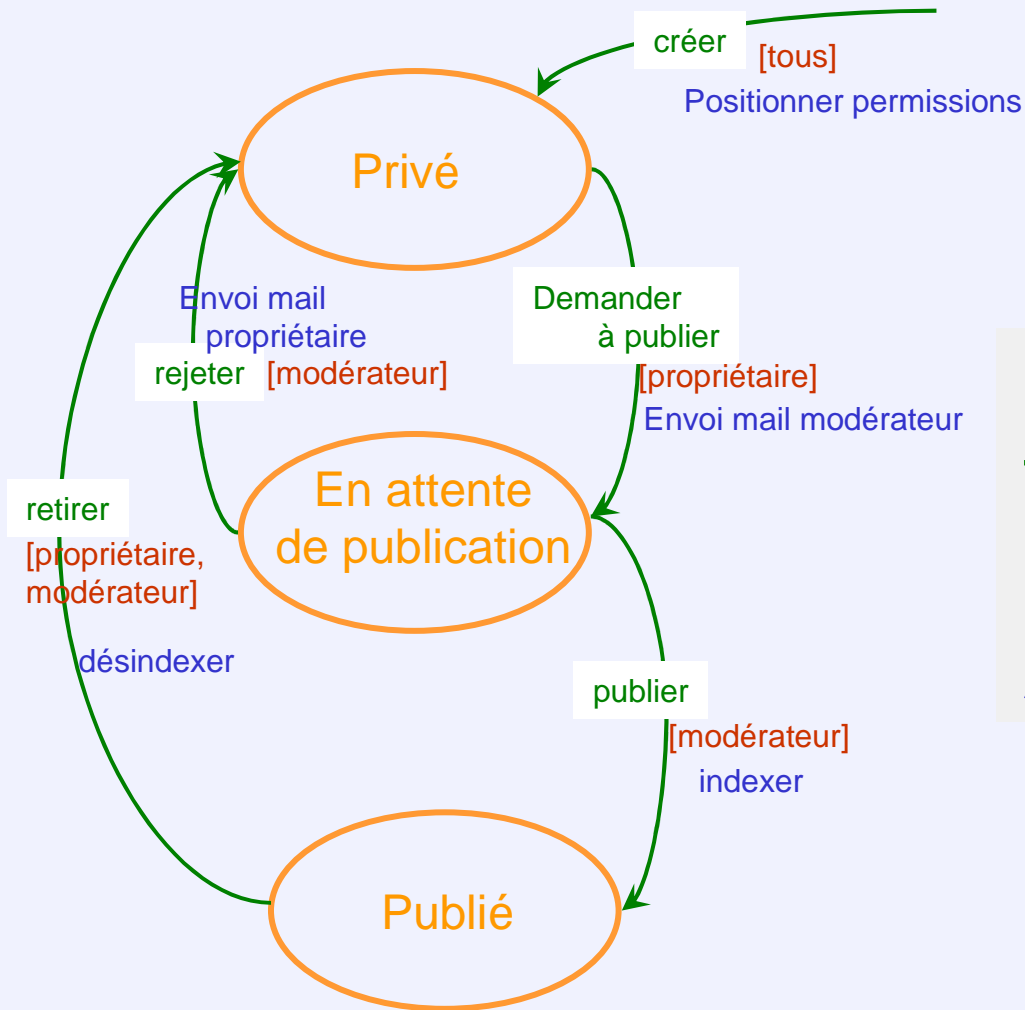 créer
[tous]
Positionner permissions
Privé
Envoi mail
propriétaire
rejeter [modérateur]
Demander
à publier
[propriétaire]
Envoi mail modérateur
En attente
de publication
retirer
[propriétaire,
modérateur]
désindexer
publier
[modérateur]
indexer
Publié